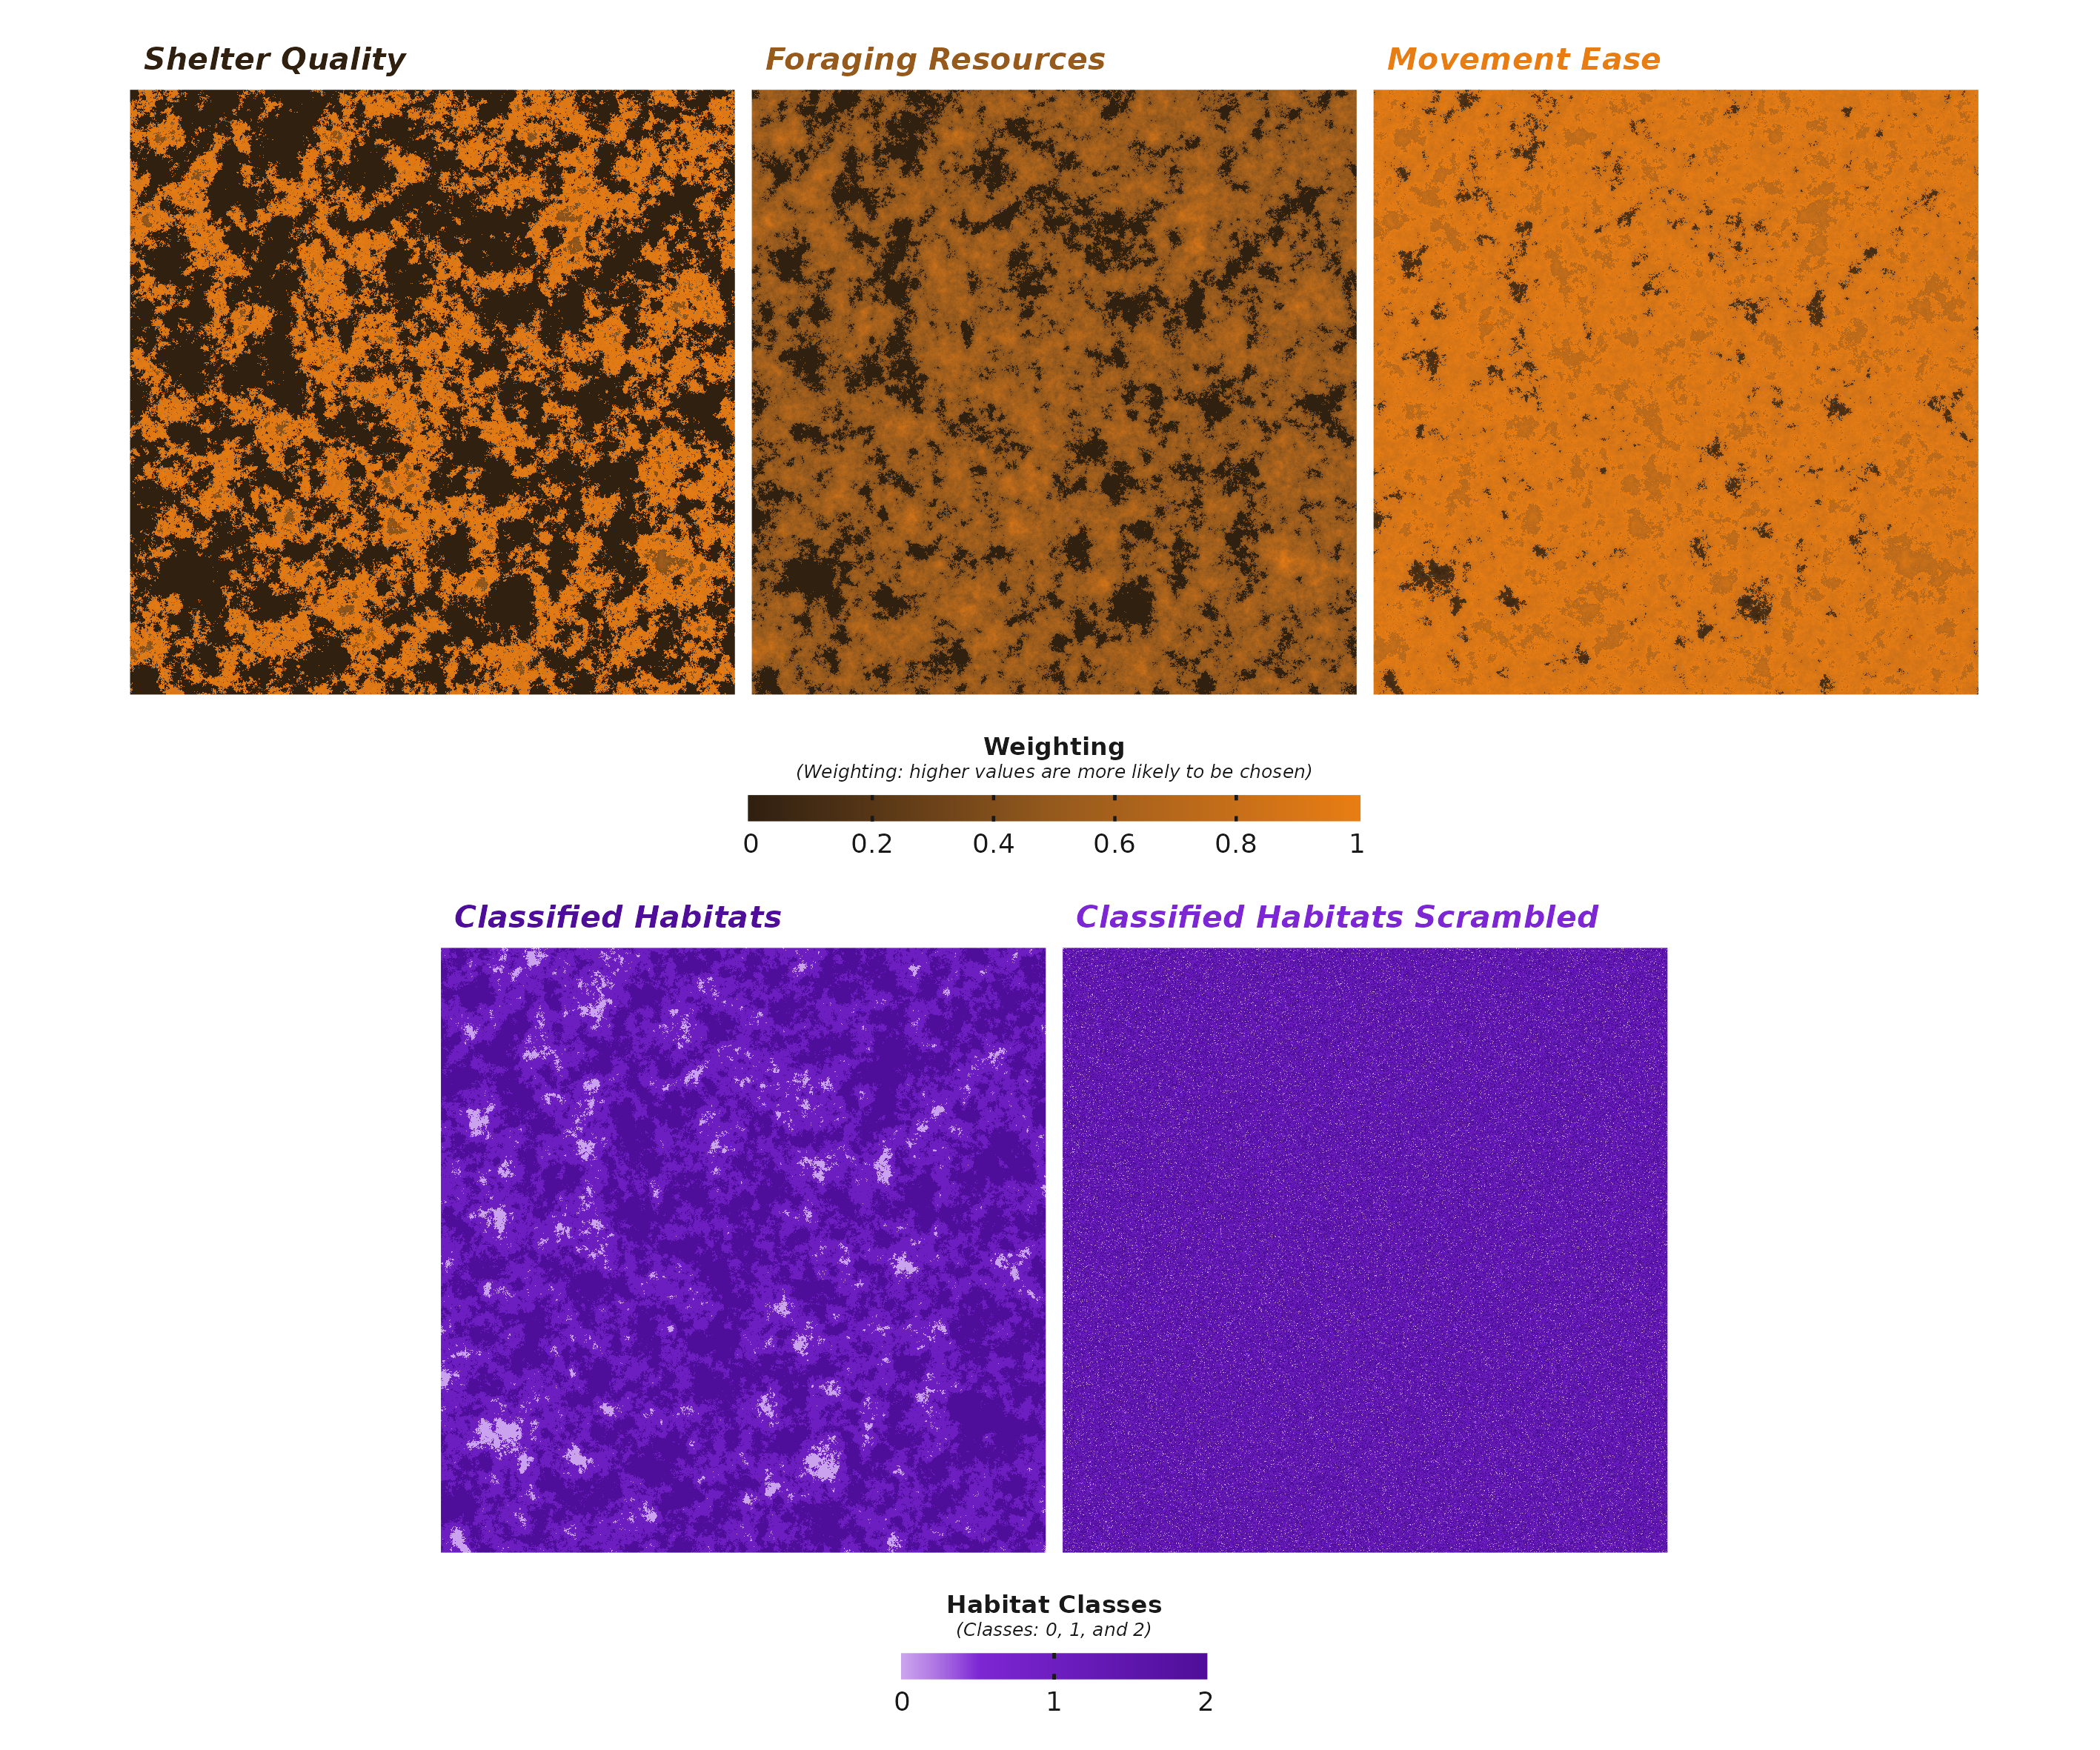 Shelter Quality
Foraging Resources
Movement Ease
Weighting
(Weighting: higher values are more likely to be chosen)
0 0.2 0.4 0.6 0.8 1
Classified Habitats
Classified Habitats Scrambled
Habitat Classes
(Classes: 0, 1, and 2)
0 1 2